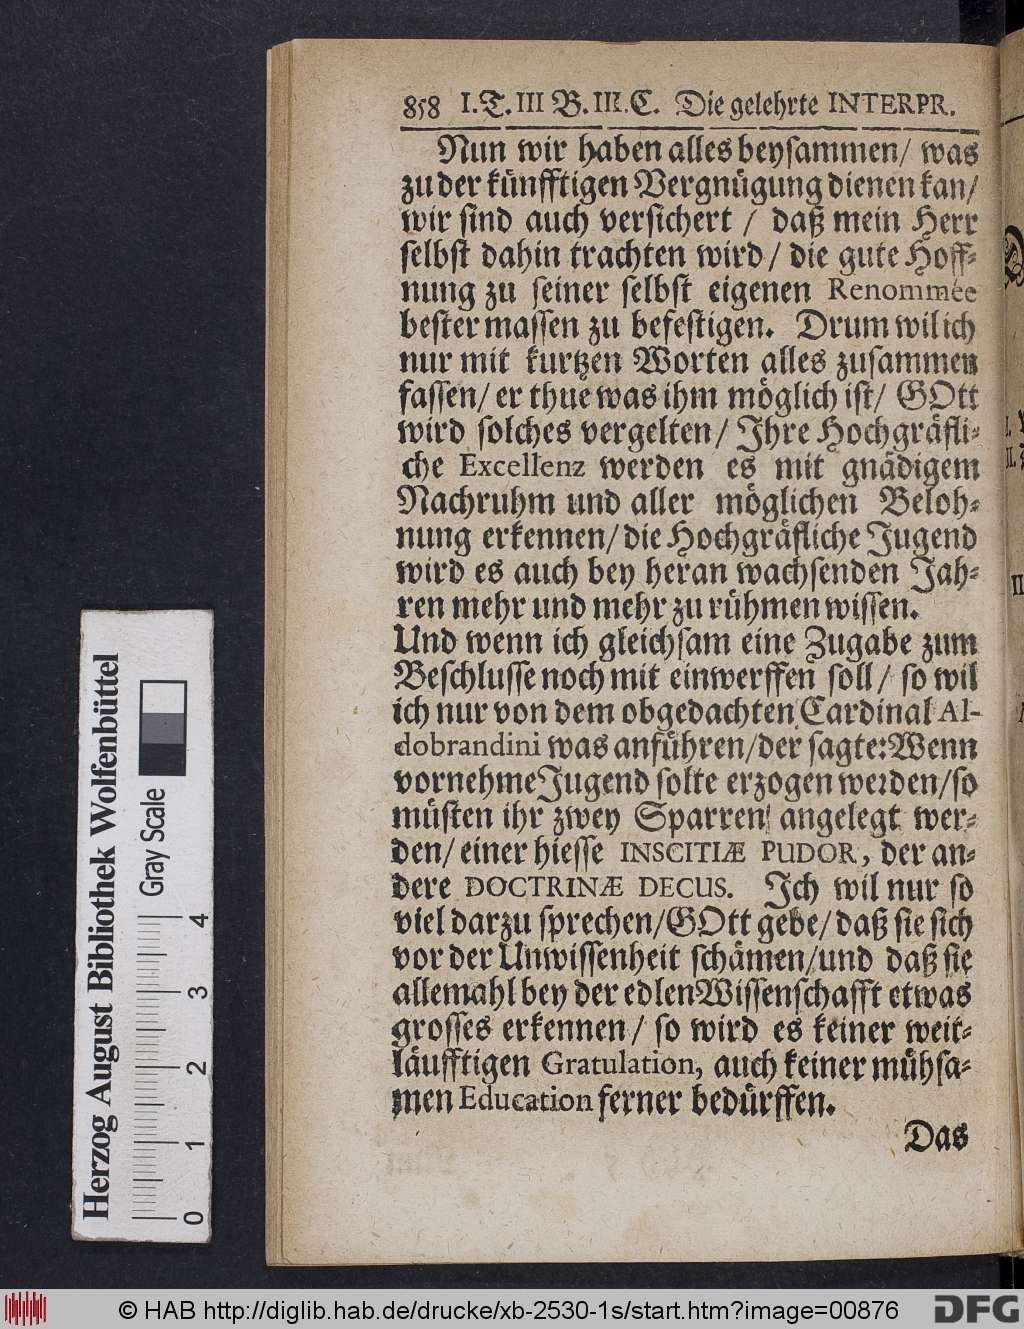 858 I.T. III B. III.C. Die gelehrte INTERPR.
Nun wir haben alles beysammen/ was
zu der künfftigen Vergnügung dienen kan/
wir sind auch versichert / daß mein Herr
selbst dahin trachten wird / die gute Hoff-
nung zu seiner selbst eigenen Renommée
bester massen zu befestigen. Drum wil ich
nur mit kurtzen Worten alles zusammen
fassen/ er thue was ihm möglich ist/ GOtt
wird solches vergelten/ Ihre Hochgräfli-
che Excellenz werden es mit gnädigem
Nachruhm und aller möglichen Beloh-
nung erkennen/ die Hochgräfliche Jugend
wird es auch bey heran wachsenden Jah-
ren mehr und mehr zu rühmen wissen.
Und wenn ich gleichsam eine Zugabe zum
Beschlusse noch mit einwerffen soll / so wil
ich nur von dem obgedachten Cardinal Al-
dobrandini was anführen/der sagte: Wenn
vornehme Jugend solte erzogen werden/so
müsten ihr zwey Sparren angelegt wer-
den/ einer hiesse INSCITIÆ PUDOR, der an-
dere DOCTRINÆ DECUS. Ich wil nur so
viel darzu sprechen/GOtt gebe/ daß sie sich
vor der Unwissenheit schämen/und daß sie
allemahl bey der edlen Wissenschafft etwas
grosses erkennen / so wird es keiner weit-
läufftigen Gratulation, auch keiner mühsa-
men Education ferner bedürffen.
Das
Herzog August Bibliothek Wolfenbüttel
Gray Scale
0 1 2 3 4
© HAB http://diglib.hab.de/drucke/xb-2530-1s/start.htm?image=00876
DFG